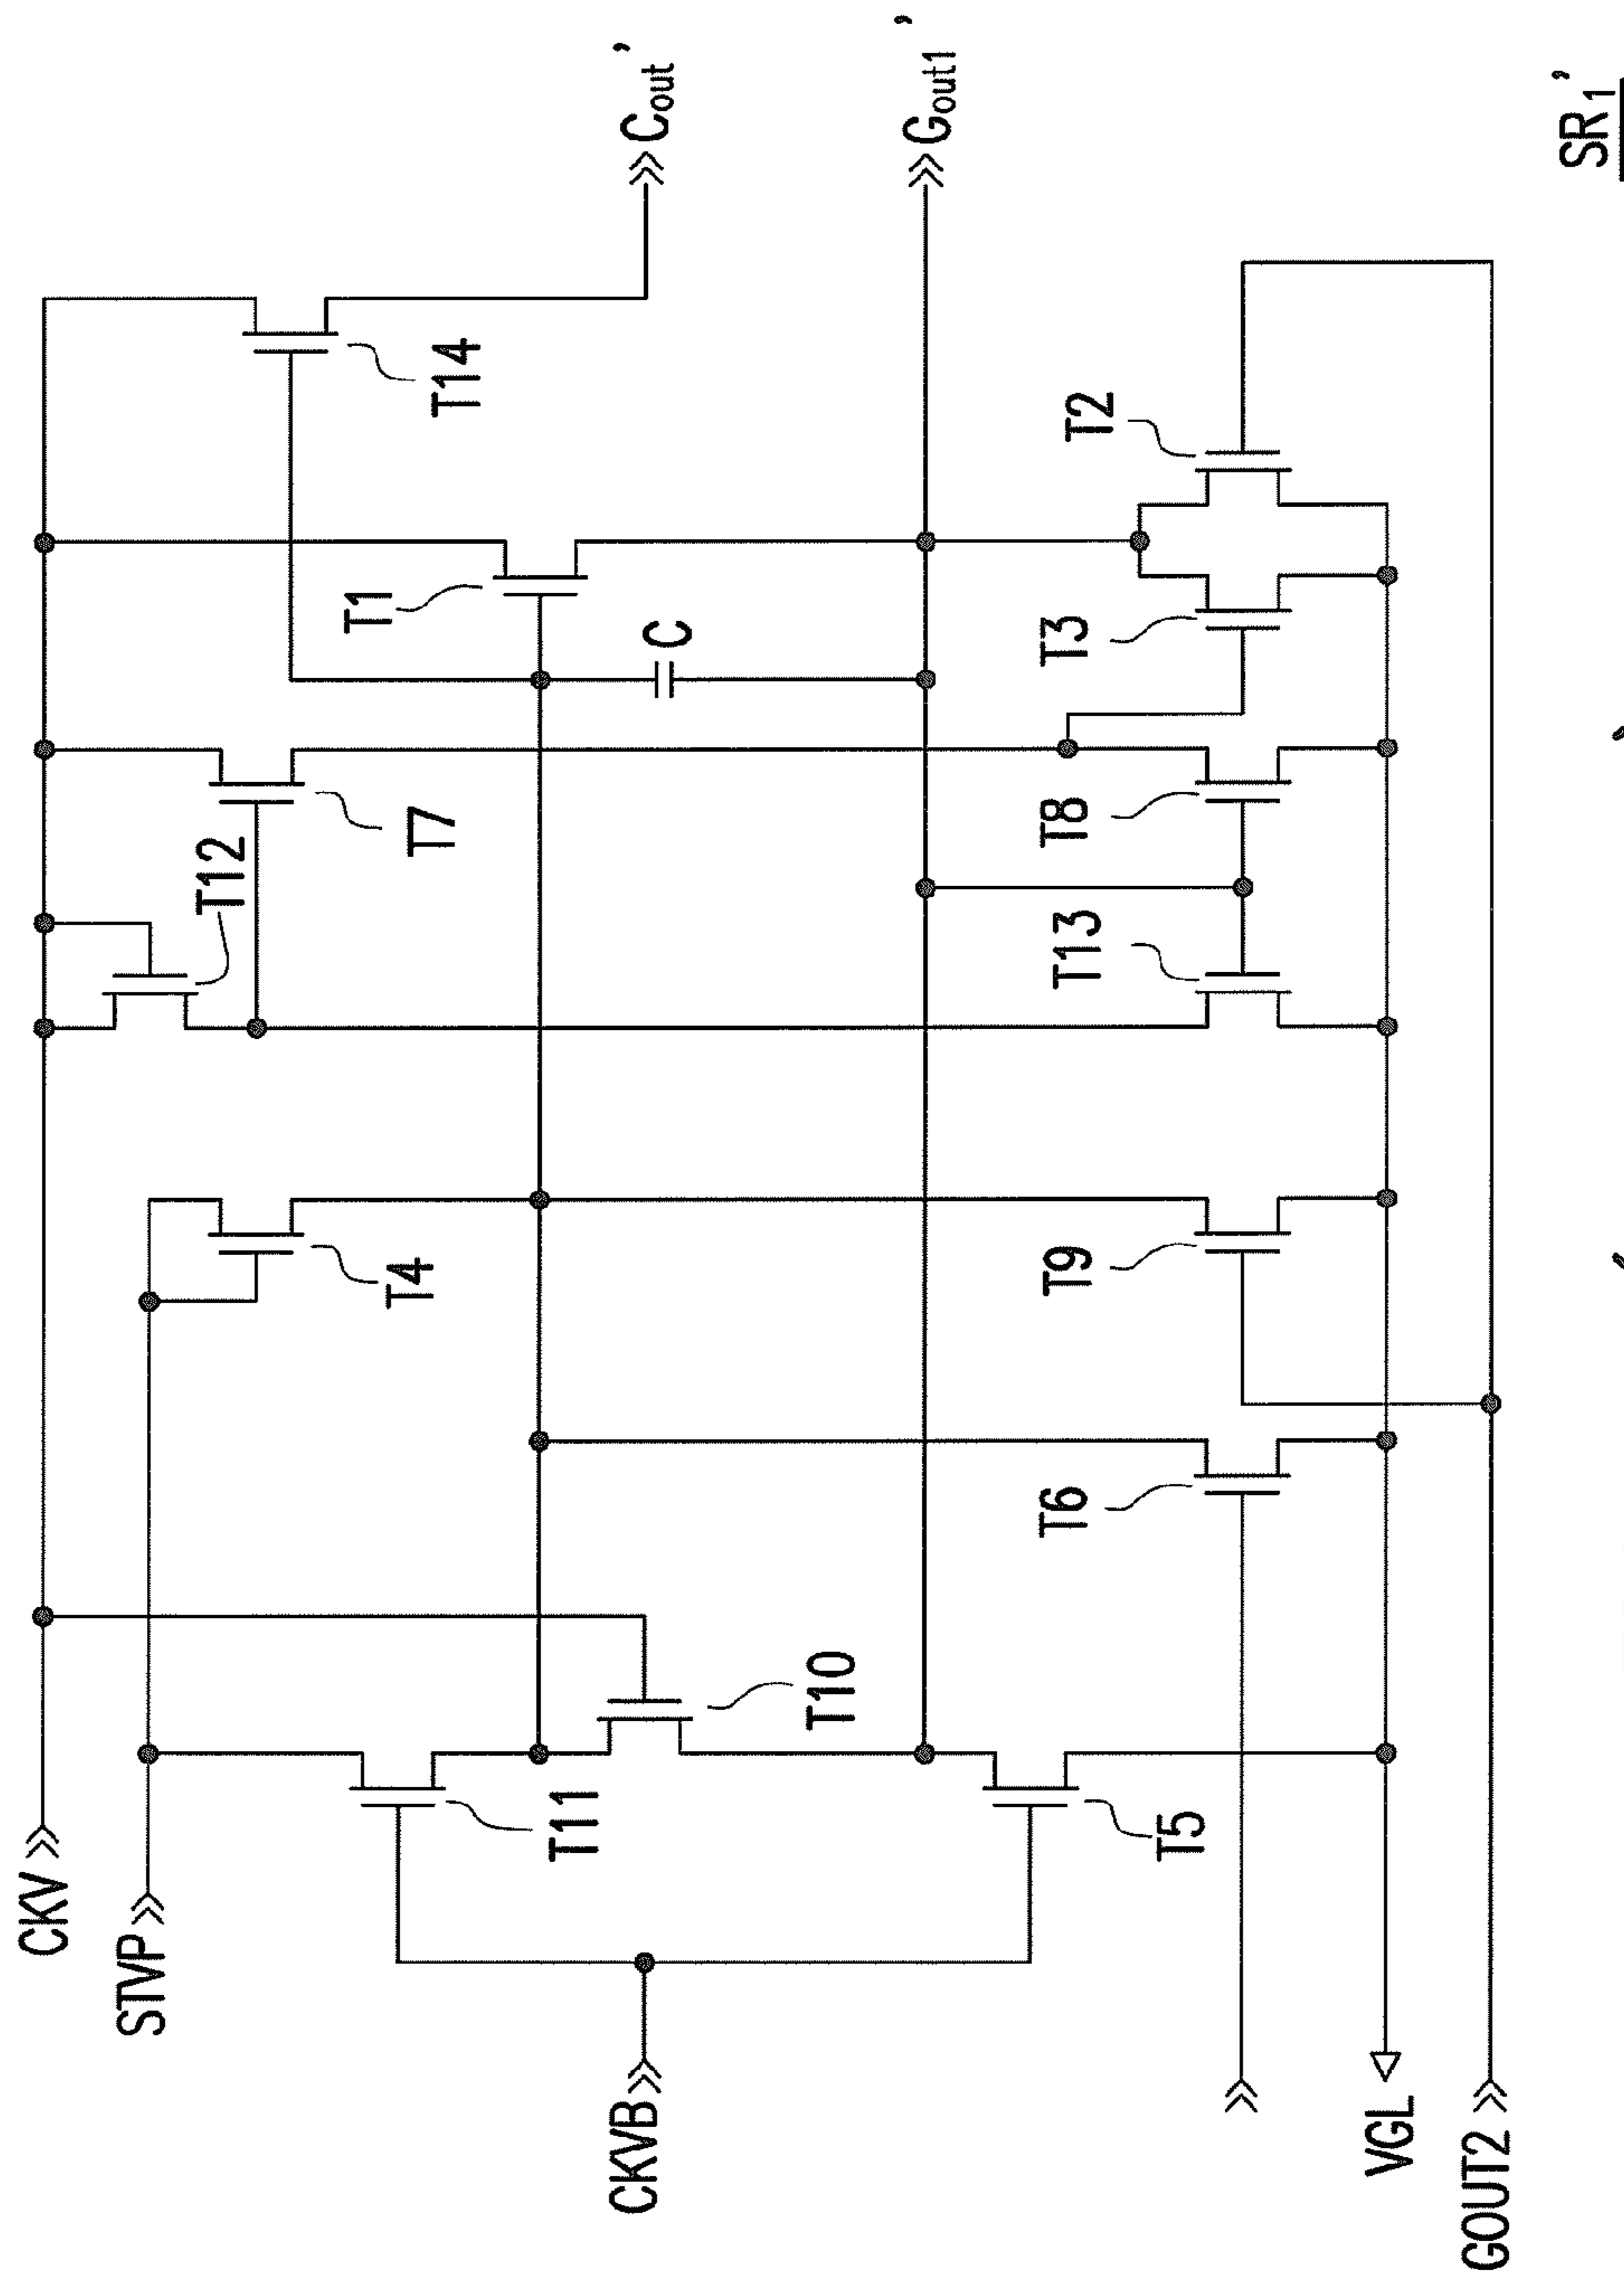 CKV
STVP
CKVB
VGL
GOUT2
T11
T10
T5
T6
T4
T9
T12
T7
T13
T8
T1
C
T3
T2
T14
Cout'
Gout1'
SR1'